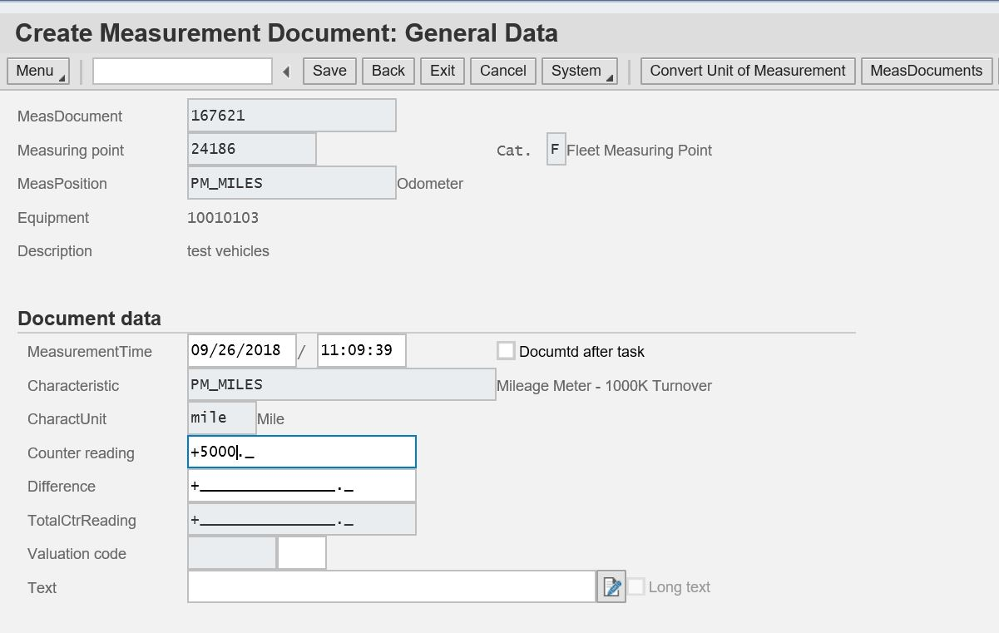 Create Measurement Document: General Data
Menu Save Back Exit Cancel System Convert Unit of Measurement MeasDocuments
MeasDocument 167621
Measuring point 24186 Cat. F Fleet Measuring Point
MeasPosition PM_MILES Odometer
Equipment 10010103
Description test vehicles
Document data
MeasurementTime 09/26/2018 / 11:09:39 Documtd after task
Characteristic PM_MILES Mileage Meter - 1000K Turnover
CharactUnit mile Mile
Counter reading +5000._
Difference +_______________._
TotalCtrReading +_______________._
Valuation code
Text Long text